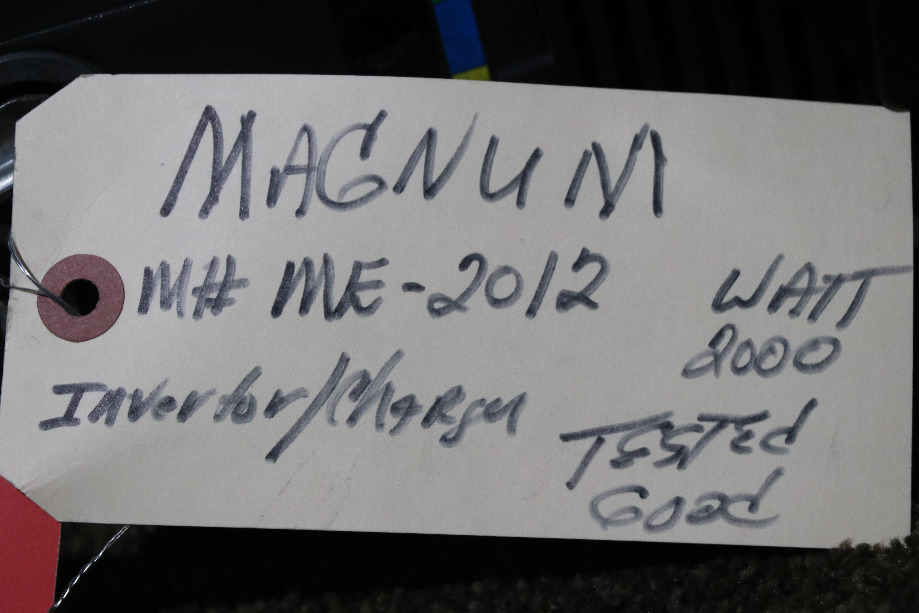 MAGNUM
M# ME-2012
WATT
2000
Invertor/Charger
TESTEd
Good